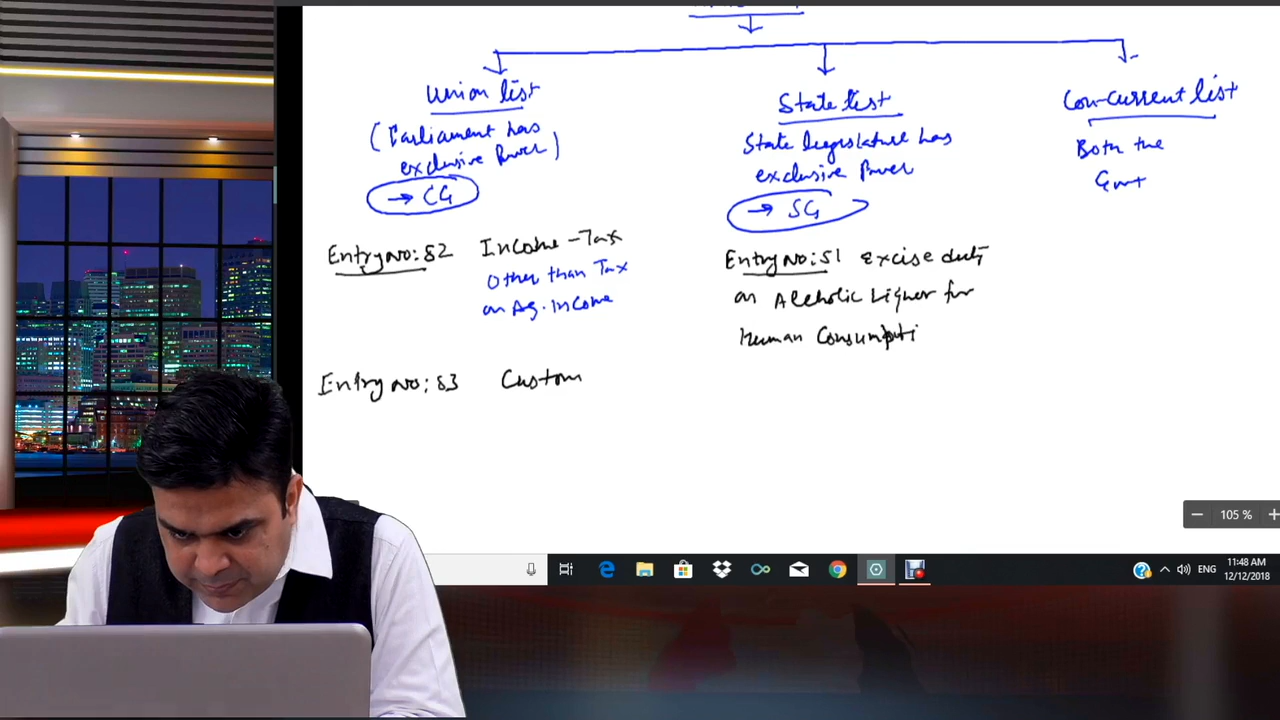 Union list
(Parliament has
exclusive Power)
→ CG
State list
State legislature has
exclusive Power
→ SG
Con-current list
Both the
Govt
Entry no: 82 Income-Tax
Other than Tax
on Ag. income
Entry no: 51 excise duty
on Alcoholic Liquor for
Human Consumpti
Entry no: 83 Custom
105 %
ENG
11:48 AM
12/12/2018